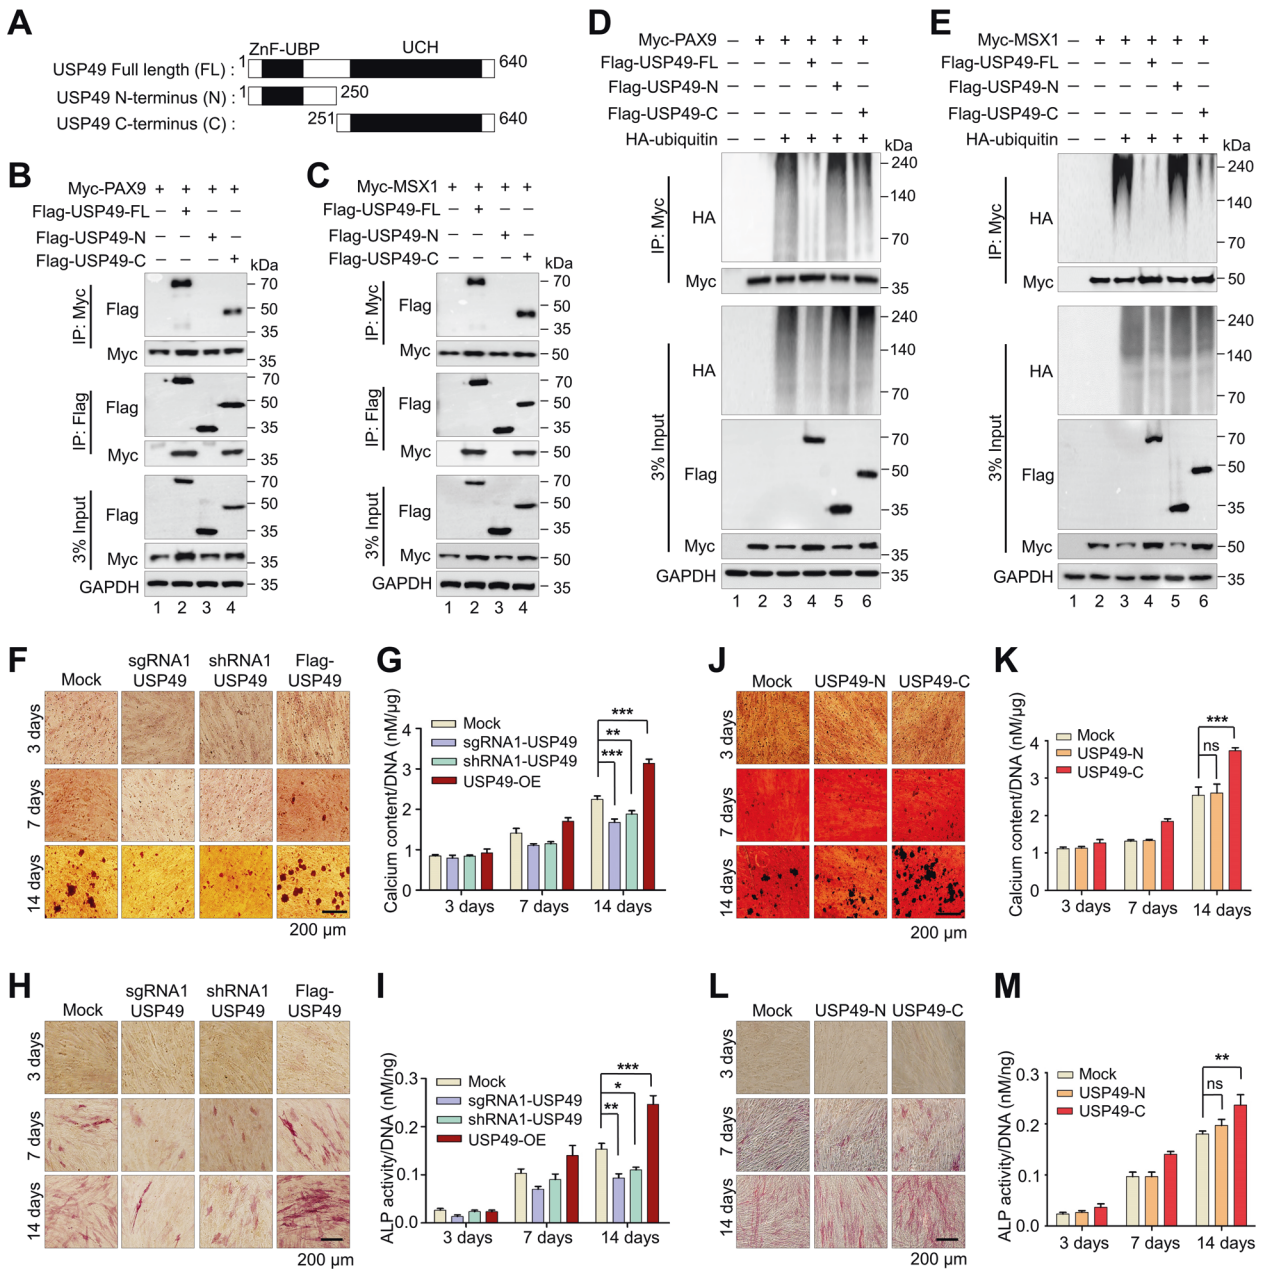 A
ZnF-UBP UCH
USP49 Full length (FL) : 1 640
USP49 N-terminus (N) : 1 250
USP49 C-terminus (C) : 251 640
B
Myc-PAX9 + + + +
Flag-USP49-FL – + – –
Flag-USP49-N – – + –
Flag-USP49-C – – – +
kDa
IP: Myc
Flag
70
50
35
Myc
35
IP: Flag
Flag
70
50
35
Myc
35
3% Input
Flag
70
50
35
Myc
35
GAPDH
35
1 2 3 4
C
Myc-MSX1 + + + +
Flag-USP49-FL – + – –
Flag-USP49-N – – + –
Flag-USP49-C – – – +
kDa
IP: Myc
Flag
70
50
35
Myc
50
IP: Flag
Flag
70
50
35
Myc
50
3% Input
Flag
70
50
35
Myc
50
GAPDH
35
1 2 3 4
D
Myc-PAX9 – + + + + +
Flag-USP49-FL – – – + – –
Flag-USP49-N – – – – + –
Flag-USP49-C – – – – – +
HA-ubiquitin – – + + + +
kDa
IP: Myc
HA
240
140
70
Myc
35
3% Input
HA
240
140
70
Flag
70
50
35
Myc
35
GAPDH
35
1 2 3 4 5 6
E
Myc-MSX1 – + + + + +
Flag-USP49-FL – – – + – –
Flag-USP49-N – – – – + –
Flag-USP49-C – – – – – +
HA-ubiquitin – – + + + +
kDa
IP: Myc
HA
240
140
70
Myc
50
3% Input
HA
240
140
70
Flag
70
50
35
Myc
50
GAPDH
35
1 2 3 4 5 6
F
Mock
sgRNA1 USP49
shRNA1 USP49
Flag-USP49
3 days
7 days
14 days
200 µm
G
Calcium content/DNA (nM/µg)
4
3
2
1
0
Mock
sgRNA1-USP49
shRNA1-USP49
USP49-OE
***
**
***
3 days 7 days 14 days
J
Mock USP49-N USP49-C
3 days
7 days
14 days
200 µm
K
Calcium content/DNA (nM/µg)
4
3
2
1
0
Mock
USP49-N
USP49-C
***
ns
3 days 7 days 14 days
H
Mock
sgRNA1 USP49
shRNA1 USP49
Flag-USP49
3 days
7 days
14 days
200 µm
I
ALP activity/DNA (nM/ng)
0.3
0.2
0.1
0.0
Mock
sgRNA1-USP49
shRNA1-USP49
USP49-OE
***
*
**
3 days 7 days 14 days
L
Mock USP49-N USP49-C
3 days
7 days
14 days
200 µm
M
ALP activity/DNA (nM/ng)
0.3
0.2
0.1
0.0
Mock
USP49-N
USP49-C
**
ns
3 days 7 days 14 days